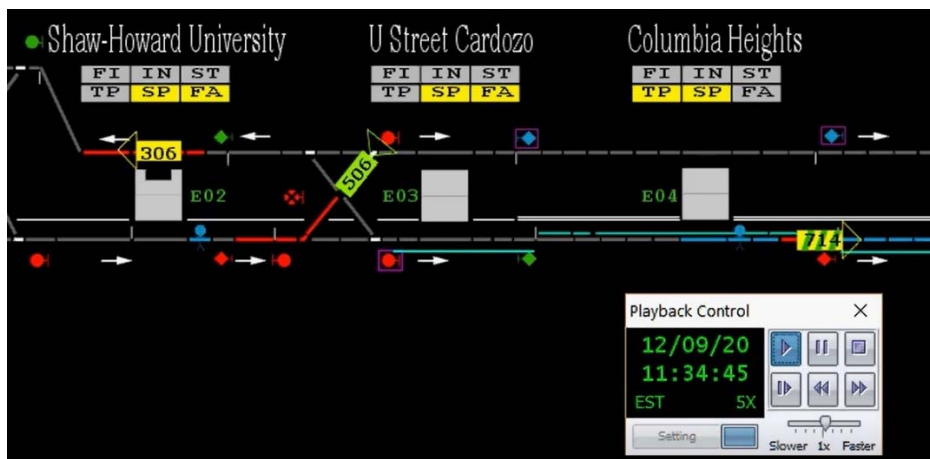 Shaw-Howard University U Street Cardozo Columbia Heights
FI IN ST FI IN ST FI IN ST
TP SP FA TP SP FA TP SP FA
306
506
E02 E03 E04
714
Playback Control
12/09/20
11:34:45
EST 5X
Setting
Slower 1x Faster